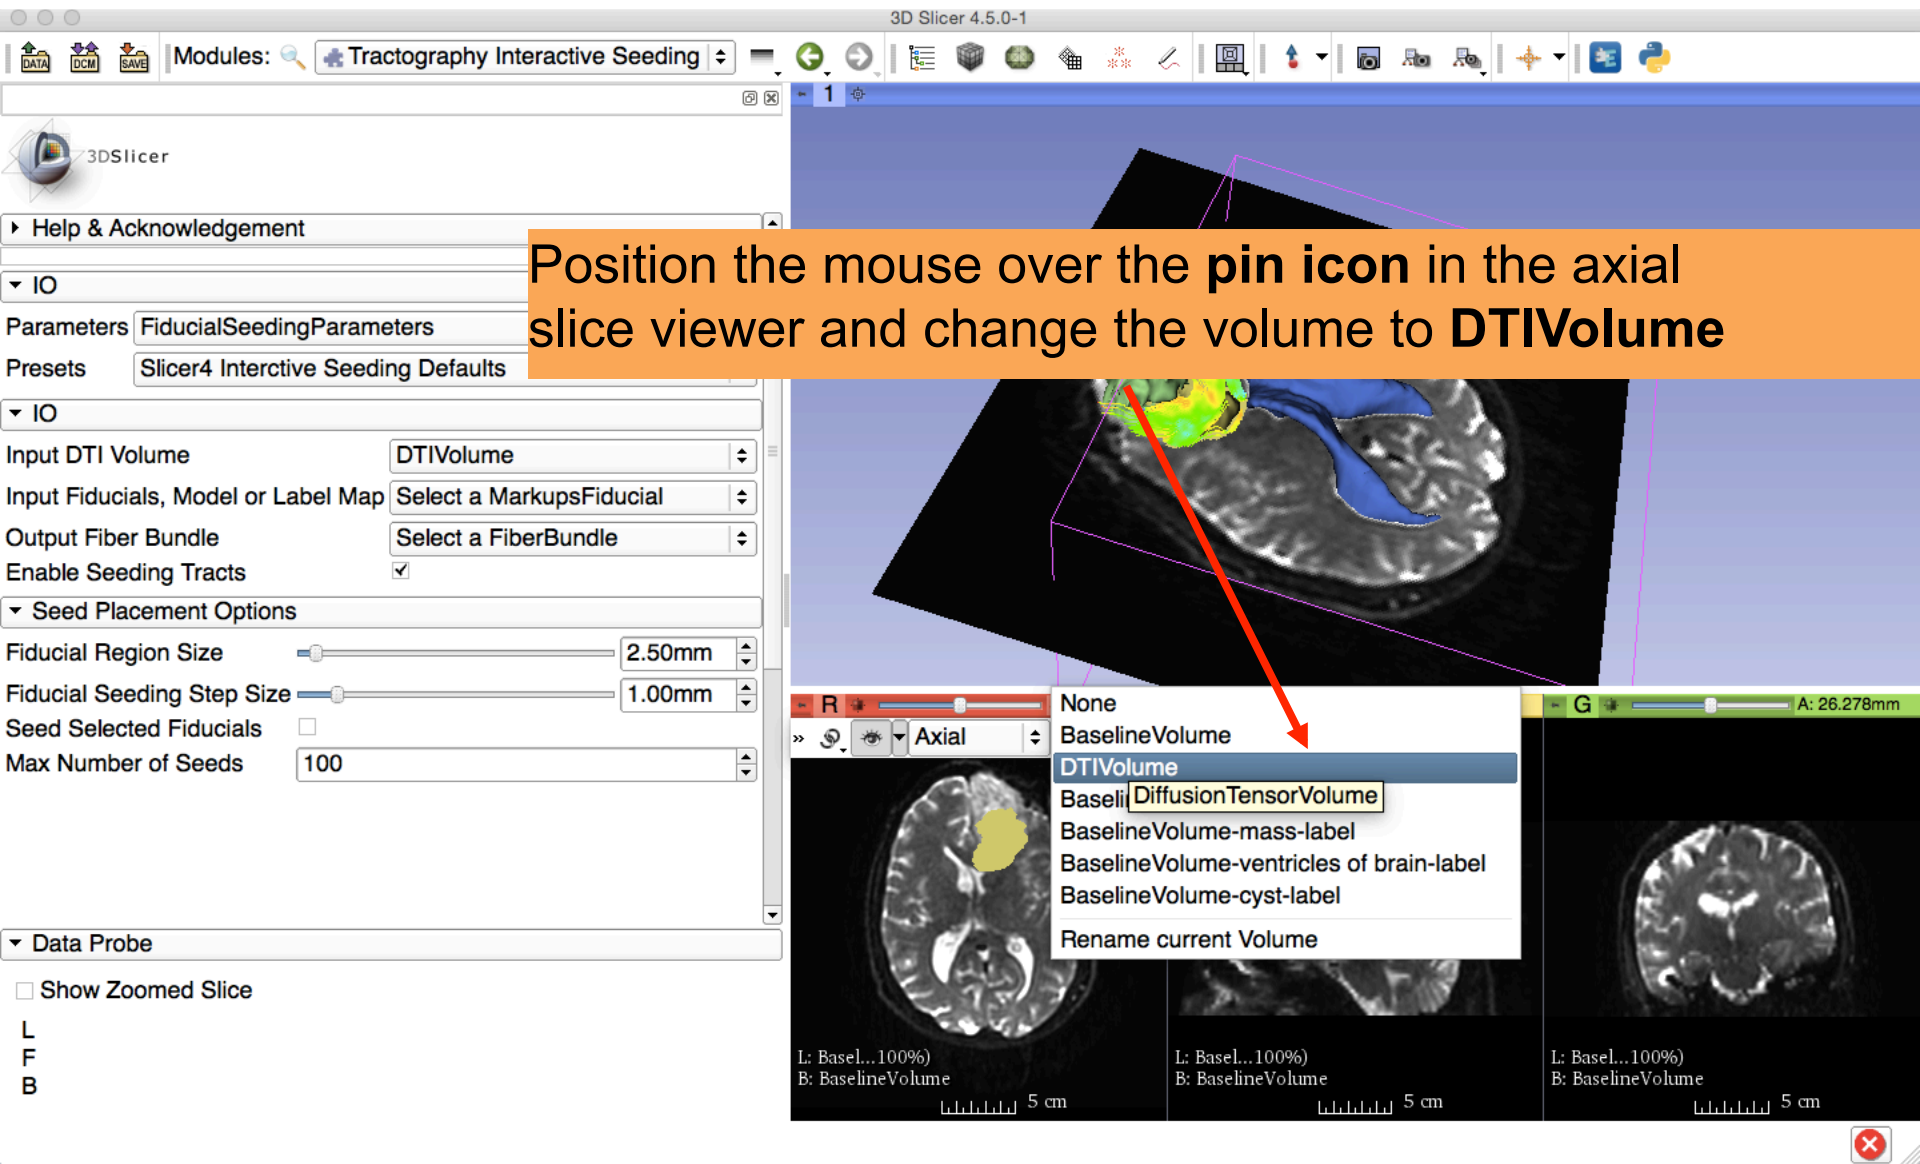 3D Slicer 4.5.0-1
DATA DCM SAVE Modules: Tractography Interactive Seeding
1
3DSlicer
Help & Acknowledgement
Position the mouse over the pin icon in the axial
slice viewer and change the volume to DTIVolume
IO
Parameters FiducialSeedingParameters
Presets Slicer4 Interctive Seeding Defaults
IO
Input DTI Volume DTIVolume
Input Fiducials, Model or Label Map Select a MarkupsFiducial
Output Fiber Bundle Select a FiberBundle
Enable Seeding Tracts
Seed Placement Options
Fiducial Region Size 2.50mm
Fiducial Seeding Step Size 1.00mm
Seed Selected Fiducials
Max Number of Seeds 100
Data Probe
Show Zoomed Slice
L
F
B
R
Axial
None
BaselineVolume
DTIVolume
DiffusionTensorVolume
BaselineVolume-mass-label
BaselineVolume-ventricles of brain-label
BaselineVolume-cyst-label
Rename current Volume
G A: 26.278mm
L: Basel...100%)
B: BaselineVolume
5 cm
L: Basel...100%)
B: BaselineVolume
5 cm
L: Basel...100%)
B: BaselineVolume
5 cm